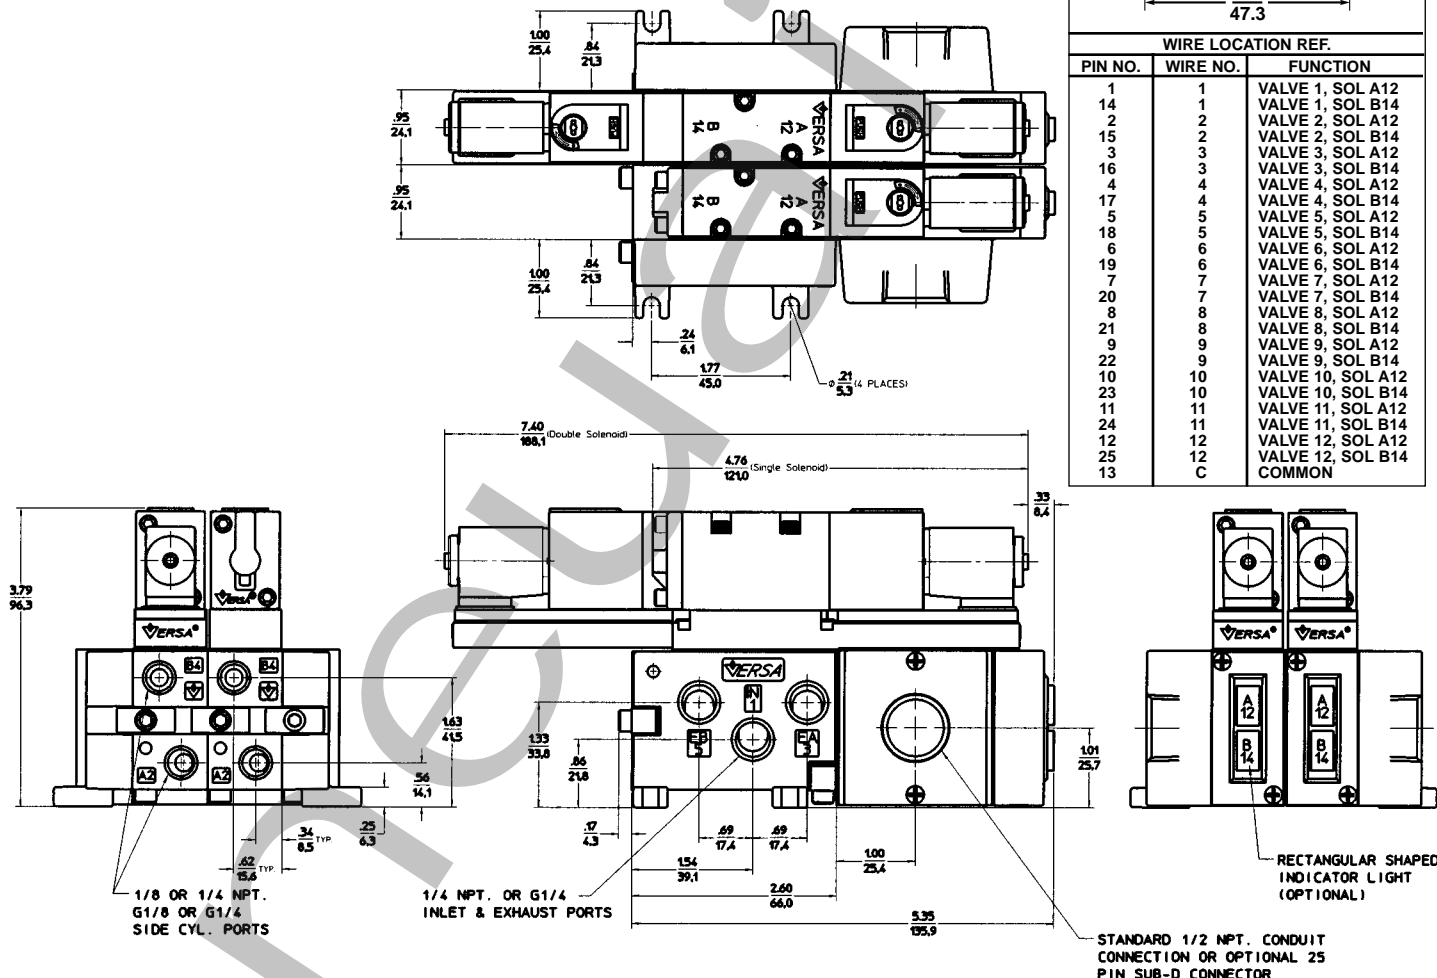 47.3
WIRE LOCATION REF.
PIN NO. WIRE NO. FUNCTION
1 1 VALVE 1, SOL A12
14 1 VALVE 1, SOL B14
2 2 VALVE 2, SOL A12
15 2 VALVE 2, SOL B14
3 3 VALVE 3, SOL A12
16 3 VALVE 3, SOL B14
4 4 VALVE 4, SOL A12
17 4 VALVE 4, SOL B14
5 5 VALVE 5, SOL A12
18 5 VALVE 5, SOL B14
6 6 VALVE 6, SOL A12
19 6 VALVE 6, SOL B14
7 7 VALVE 7, SOL A12
20 7 VALVE 7, SOL B14
8 8 VALVE 8, SOL A12
21 8 VALVE 8, SOL B14
9 9 VALVE 9, SOL A12
22 9 VALVE 9, SOL B14
10 10 VALVE 10, SOL A12
23 10 VALVE 10, SOL B14
11 11 VALVE 11, SOL A12
24 11 VALVE 11, SOL B14
12 12 VALVE 12, SOL A12
25 12 VALVE 12, SOL B14
13 C COMMON
1.00
25,4
.84
21,3
.95
24,1
B
14
A
12
VERSA
.95
24,1
B
14
A
12
VERSA
1.00
25,4
.84
21,3
.24
6,1
1.77
45,0
Ø .21 (4 PLACES)
5,3
7.40 (Double Solenoid)
188,1
4.76 (Single Solenoid)
121,0
.33
8,4
3.79
96,3
VERSA®
VERSA®
B4
B4
A2
A2
1.63
41,5
.56
14,1
.25
6,3
.34 TYP.
8,5
.62 TYP.
15,6
1/8 OR 1/4 NPT.
G1/8 OR G1/4
SIDE CYL. PORTS
VERSA
IN
1
EB
5
EA
3
1.33
33,8
.86
21,8
.17
4,3
.69
17,4
.69
17,4
1.54
39,1
1.00
25,4
2.60
66,0
5.35
135,9
1.01
25,7
1/4 NPT. OR G1/4
INLET & EXHAUST PORTS
VERSA® VERSA®
A
12
A
12
B
14
B
14
RECTANGULAR SHAPED
INDICATOR LIGHT
(OPTIONAL)
STANDARD 1/2 NPT. CONDUIT
CONNECTION OR OPTIONAL 25
PIN SUB-D CONNECTOR